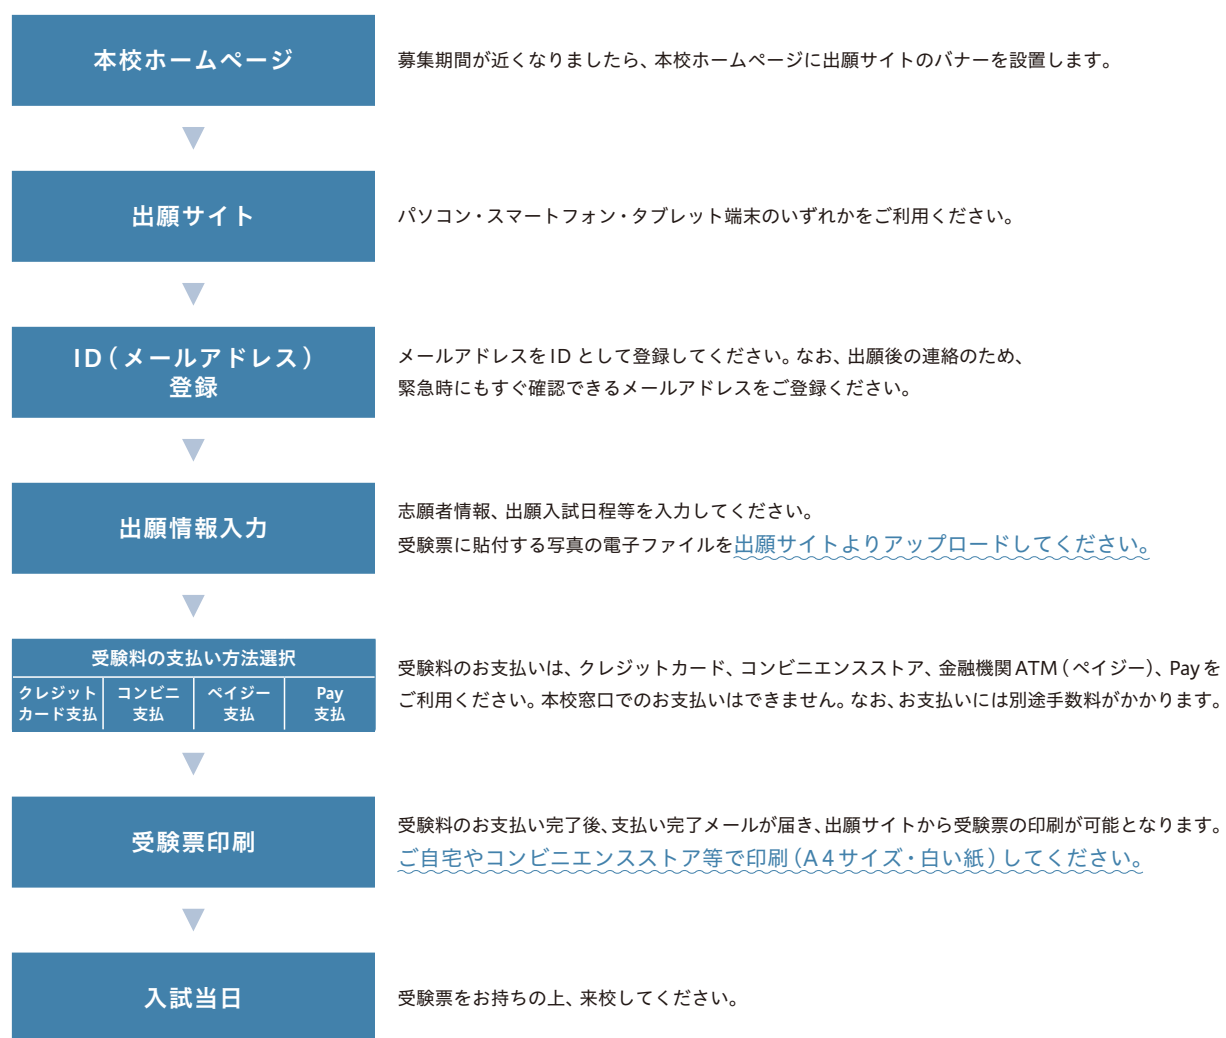 本校ホームページ
募集期間が近くなりましたら、本校ホームページに出願サイトのバナーを設置します。
出願サイト
パソコン・スマートフォン・タブレット端末のいずれかをご利用ください。
ID(メールアドレス)
登録
メールアドレスをIDとして登録してください。なお、出願後の連絡のため、
緊急時にもすぐ確認できるメールアドレスをご登録ください。
出願情報入力
志願者情報、出願入試日程等を入力してください。
受験票に貼付する写真の電子ファイルを出願サイトよりアップロードしてください。
受験料の支払い方法選択
クレジット
カード支払
コンビニ
支払
ペイジー
支払
Pay
支払
受験料のお支払いは、クレジットカード、コンビニエンスストア、金融機関ATM(ペイジー)、Payを
ご利用ください。本校窓口でのお支払いはできません。なお、お支払いには別途手数料がかかります。
受験票印刷
受験料のお支払い完了後、支払い完了メールが届き、出願サイトから受験票の印刷が可能となります。
ご自宅やコンビニエンスストア等で印刷(A4サイズ・白い紙)してください。
入試当日
受験票をお持ちの上、来校してください。